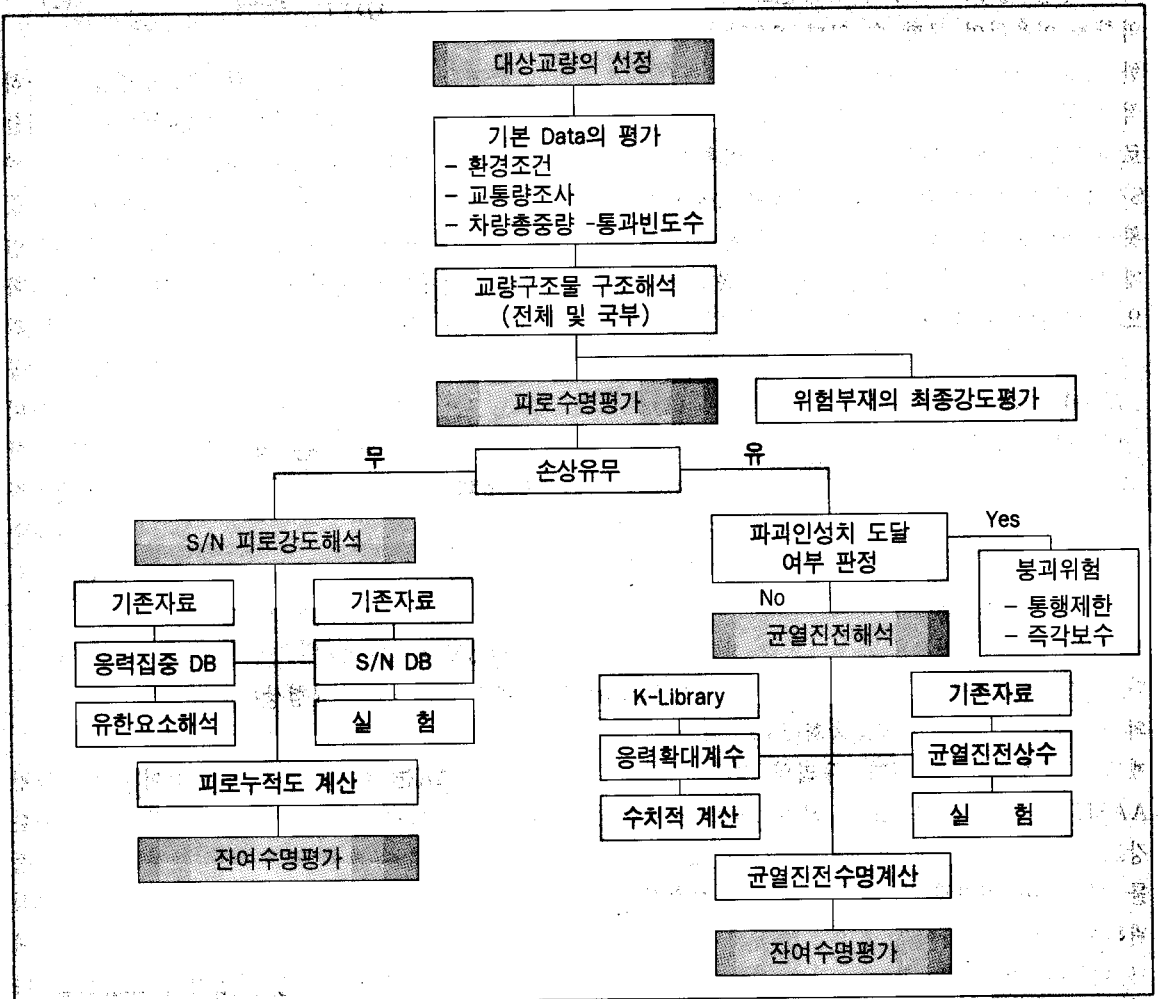 대상교량의 선정
기본 Data의 평가
- 환경조건
- 교통량조사
- 차량총중량 -통과빈도수
교량구조물 구조해석
(전체 및 국부)
피로수명평가
위험부재의 최종강도평가
무
손상유무
유
S/N 피로강도해석
기존자료
기존자료
응력집중 DB
S/N DB
유한요소해석
실 험
피로누적도 계산
잔여수명평가
파괴인성치 도달
여부 판정
Yes
붕괴위험
- 통행제한
- 즉각보수
No
균열진전해석
K-Library
기존자료
응력확대계수
균열진전상수
수치적 계산
실 험
균열진전수명계산
잔여수명평가